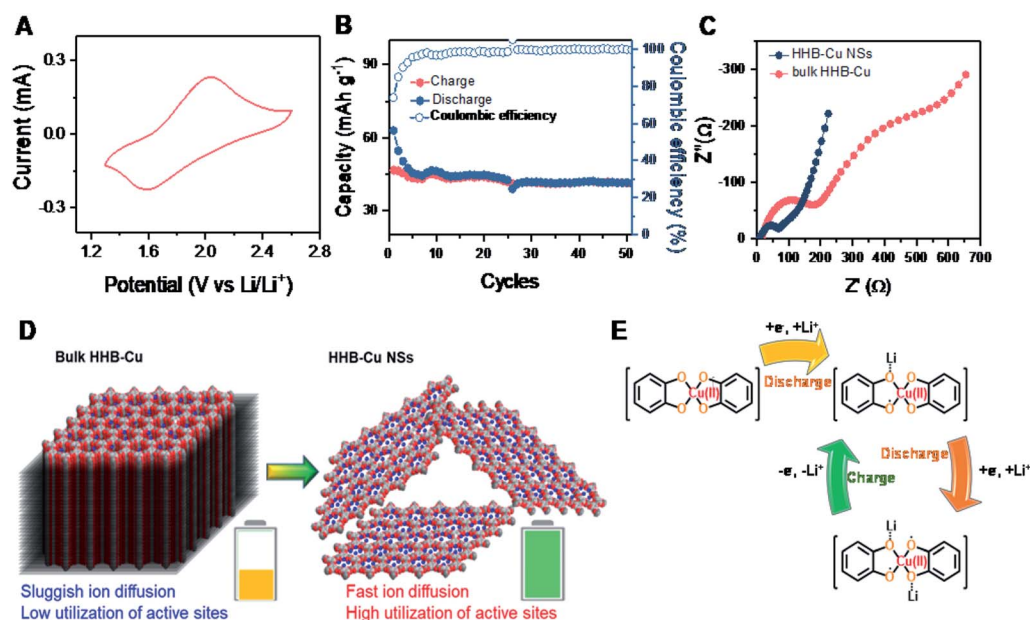 A
Current (mA)
0.3
0.0
-0.3
1.2 1.6 2.0 2.4 2.8
Potential (V vs Li/Li⁺)
B
Capacity (mAh g⁻¹)
90
60
30
Charge
Discharge
Coulombic efficiency
0 10 20 30 40 50
Cycles
100
80
60
40
20
0
Coulombic efficiency (%)
C
HHB-Cu NSs
bulk HHB-Cu
Z''(Ω)
-300
-200
-100
0
0 100 200 300 400 500 600 700
Z' (Ω)
D
Bulk HHB-Cu
HHB-Cu NSs
Sluggish ion diffusion
Low utilization of active sites
Fast ion diffusion
High utilization of active sites
E
+e⁻, +Li⁺
Discharge
O O
Cu(II)
O O
Li
O O
Cu(II)
O O
-e⁻, -Li⁺
Charge
Discharge
+e⁻, +Li⁺
Li
O O
Cu(II)
O O
Li